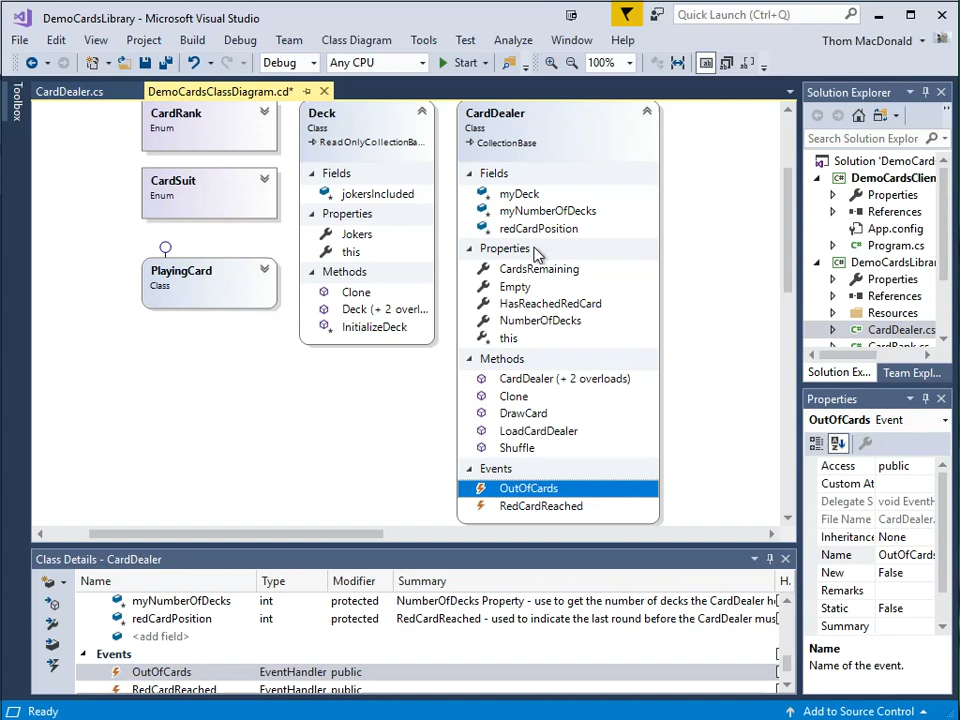 DemoCardsLibrary - Microsoft Visual Studio
Quick Launch (Ctrl+Q)
File Edit View Project Build Debug Team Class Diagram Tools Test Analyze Window Help
Thom MacDonald
Debug Any CPU Start 100%
Toolbox
CardDealer.cs DemoCardsClassDiagram.cd*
CardRank
Enum
CardSuit
Enum
PlayingCard
Class
Deck
Class
ReadOnlyCollectionBa...
Fields
jokersIncluded
Properties
Jokers
this
Methods
Clone
Deck (+ 2 overl...
InitializeDeck
CardDealer
Class
CollectionBase
Fields
myDeck
myNumberOfDecks
redCardPosition
Properties
CardsRemaining
Empty
HasReachedRedCard
NumberOfDecks
this
Methods
CardDealer (+ 2 overloads)
Clone
DrawCard
LoadCardDealer
Shuffle
Events
OutOfCards
RedCardReached
Solution Explorer
Search Solution Explor
Solution 'DemoCard
DemoCardsClien
Properties
References
App.config
Program.cs
DemoCardsLibra
Properties
References
Resources
CardDealer.cs
CardRank.cs
Solution Ex... Team Expl...
Properties
OutOfCards Event
Access public
Custom At
Delegate S void EventH
File Name CardDealer.
Inheritance None
Name OutOfCards
New False
Remarks
Static False
Summary
Name
Name of the event.
Class Details - CardDealer
Name Type Modifier Summary H.
myNumberOfDecks int protected NumberOfDecks Property - use to get the number of decks the CardDealer h
redCardPosition int protected RedCardReached - used to indicate the last round before the CardDealer mus
<add field>
Events
OutOfCards EventHandler public
RedCardReached EventHandler public
Ready
Add to Source Control